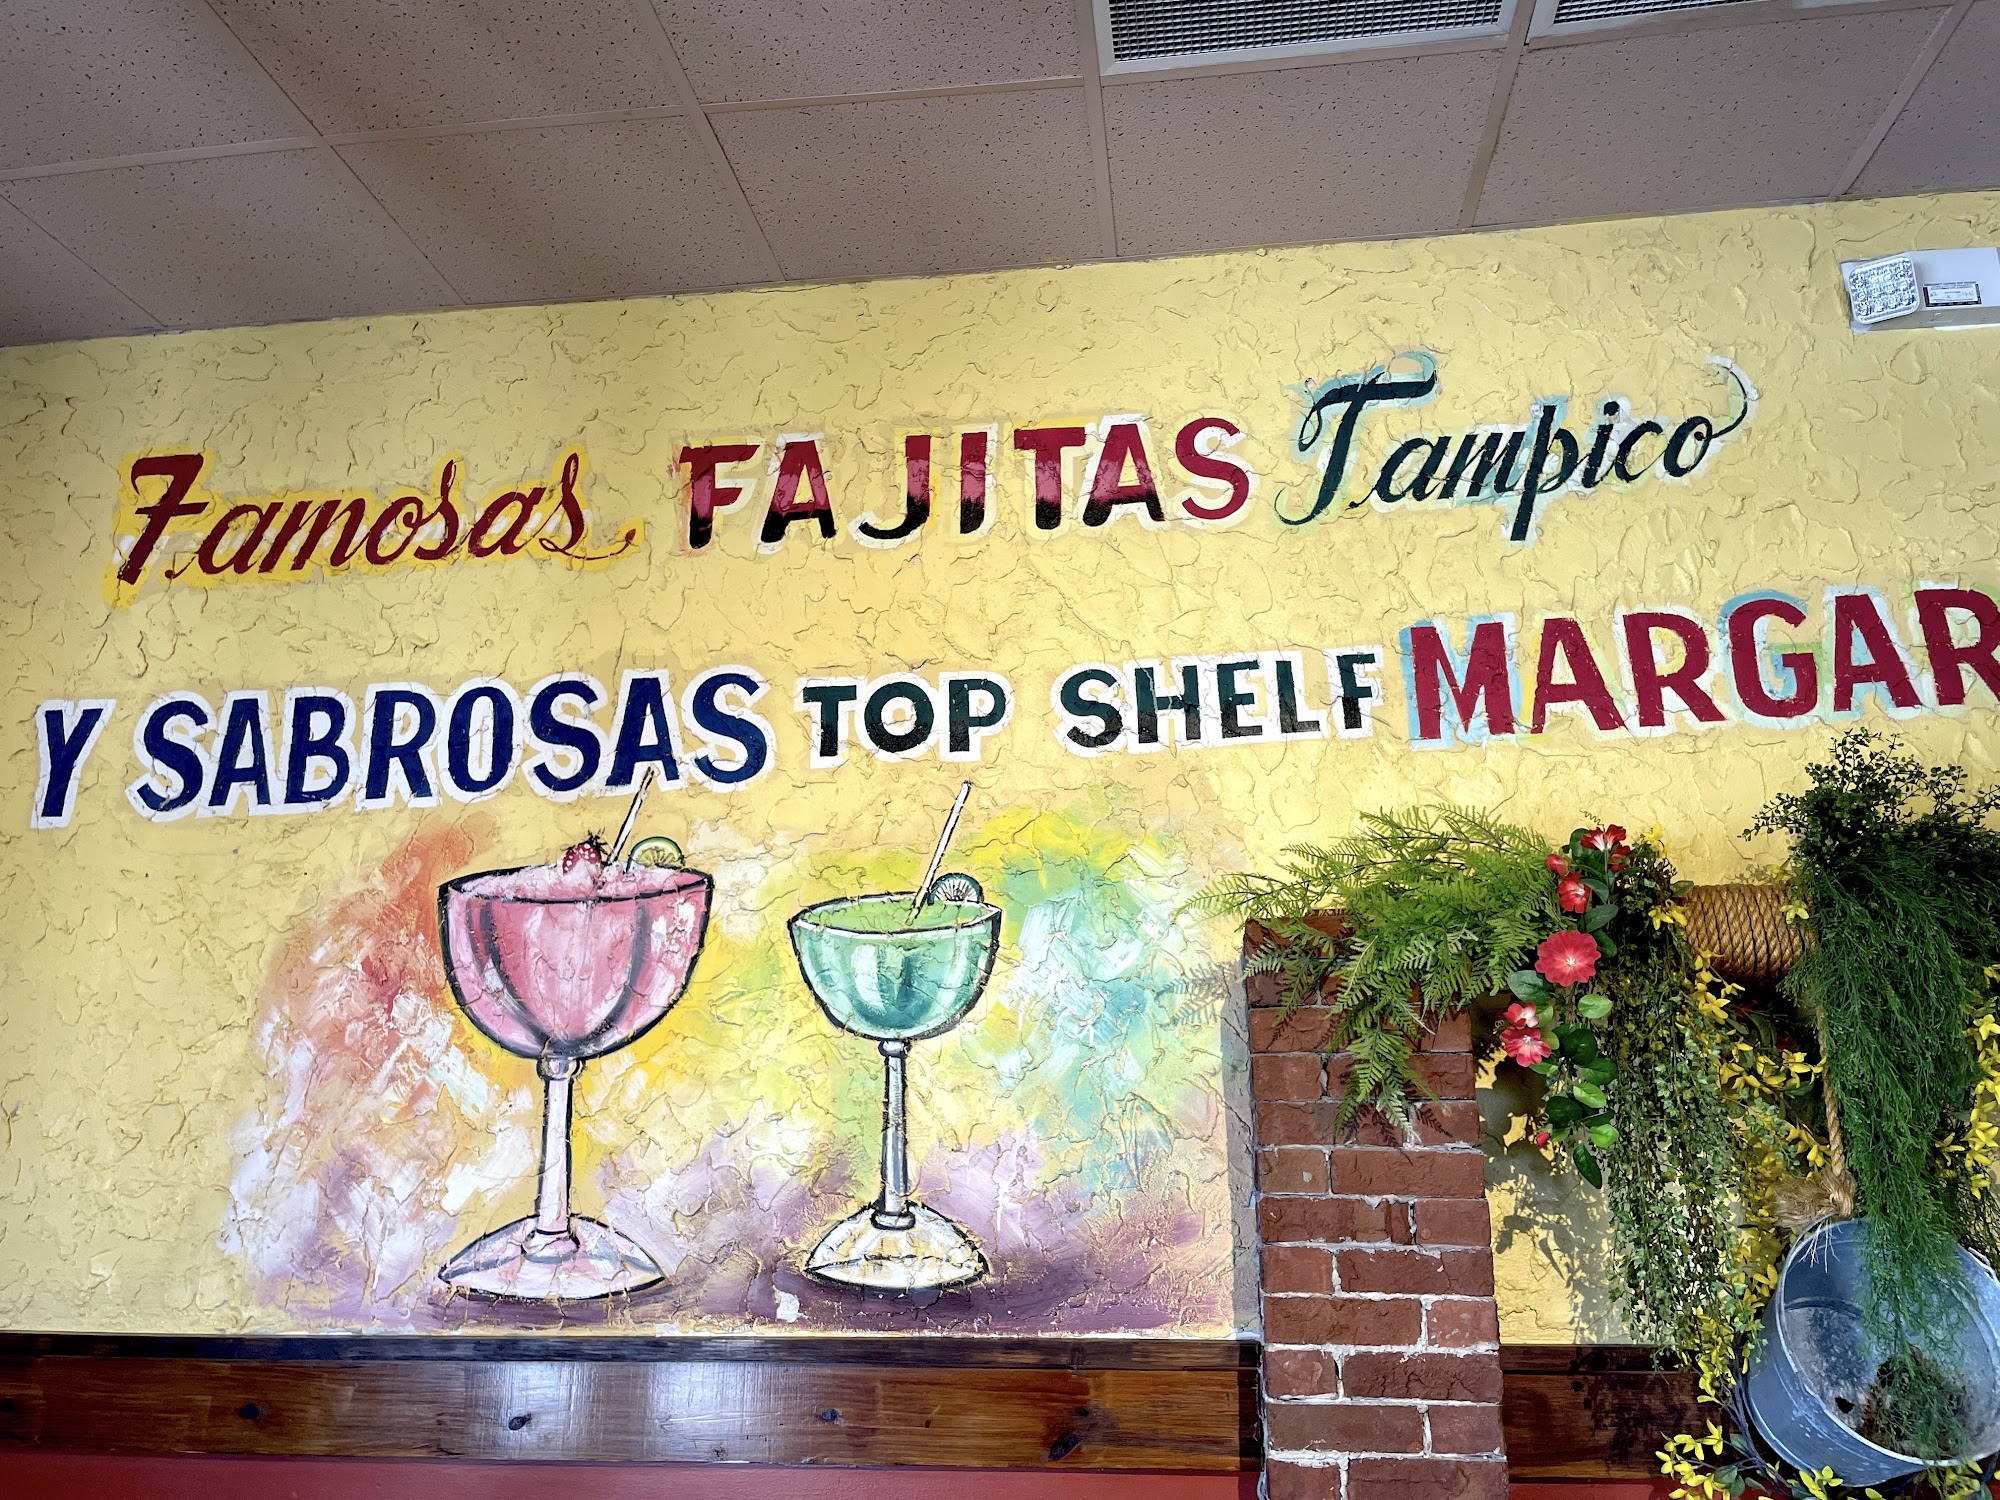 Famosas FAJITAS Tampico
Y SABROSAS TOP SHELF MARGAR